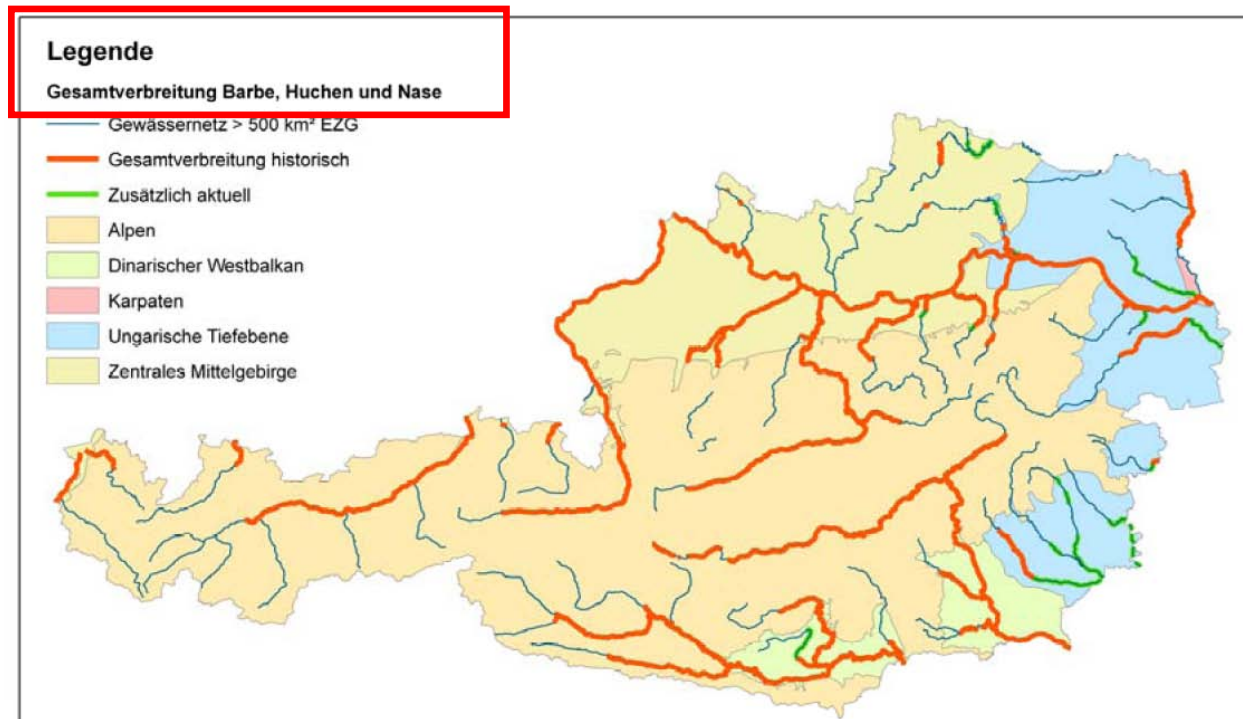 Legende
Gesamtverbreitung Barbe, Huchen und Nase
Gewässernetz > 500 km² EZG
Gesamtverbreitung historisch
Zusätzlich aktuell
Alpen
Dinarischer Westbalkan
Karpaten
Ungarische Tiefebene
Zentrales Mittelgebirge